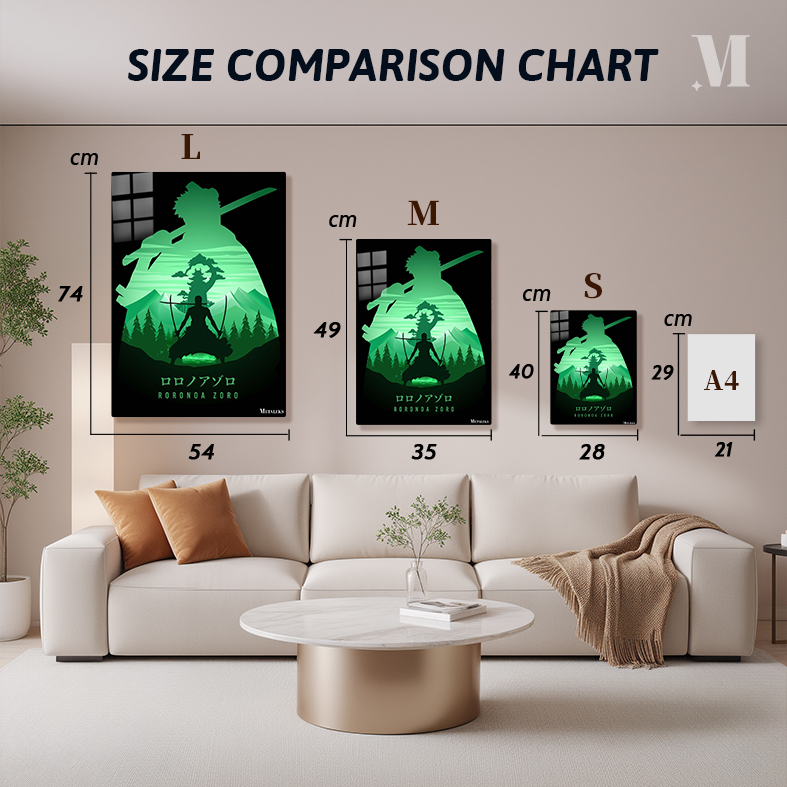 SIZE COMPARISON CHART
M
L
cm
74
54
ロロノアゾロ
RORONOA ZORO
METALEKS
M
cm
49
35
ロロノアゾロ
RORONOA ZORO
METALEKS
S
cm
40
28
ロロノアゾロ
RORONOA ZORO
cm
29
A4
21